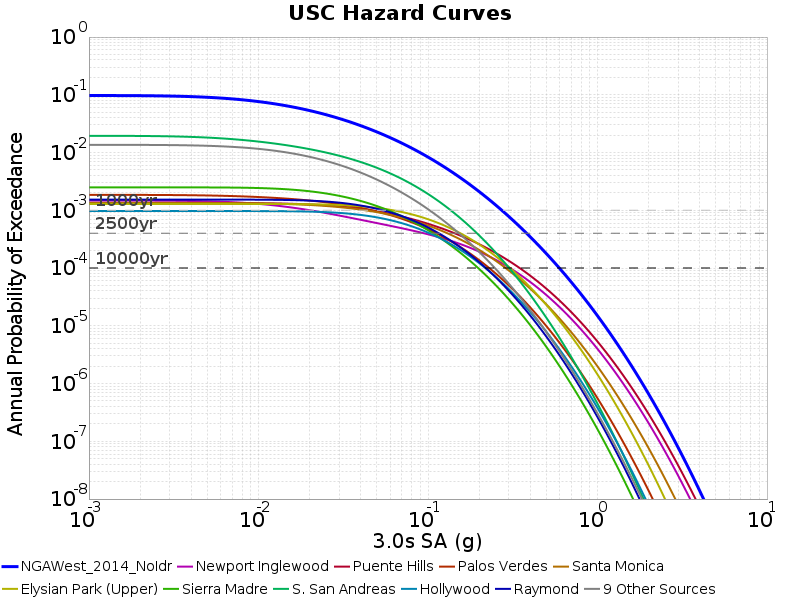 USC Hazard Curves
Annual Probability of Exceedance
10^0
10^-1
10^-2
10^-3
10^-4
10^-5
10^-6
10^-7
10^-8
1000yr
2500yr
10000yr
10^-3 10^-2 10^-1 10^0 10^1
3.0s SA (g)
NGAWest_2014_NoIdr Newport Inglewood Puente Hills Palos Verdes Santa Monica
Elysian Park (Upper) Sierra Madre S. San Andreas Hollywood Raymond 9 Other Sources